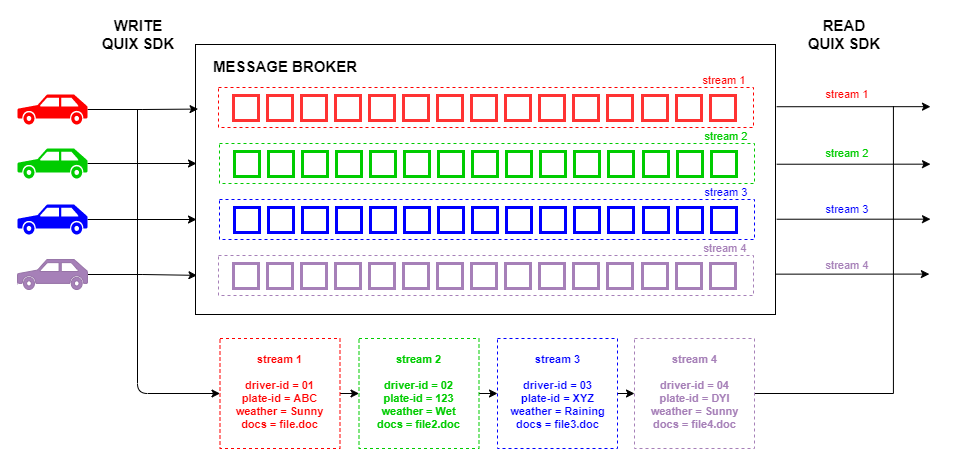 WRITE
QUIX SDK
READ
QUIX SDK
MESSAGE BROKER
stream 1
stream 1
stream 2
stream 2
stream 3
stream 3
stream 4
stream 4
stream 1
driver-id = 01
plate-id = ABC
weather = Sunny
docs = file.doc
stream 2
driver-id = 02
plate-id = 123
weather = Wet
docs = file2.doc
stream 3
driver-id = 03
plate-id = XYZ
weather = Raining
docs = file3.doc
stream 4
driver-id = 04
plate-id = DYI
weather = Sunny
docs = file4.doc